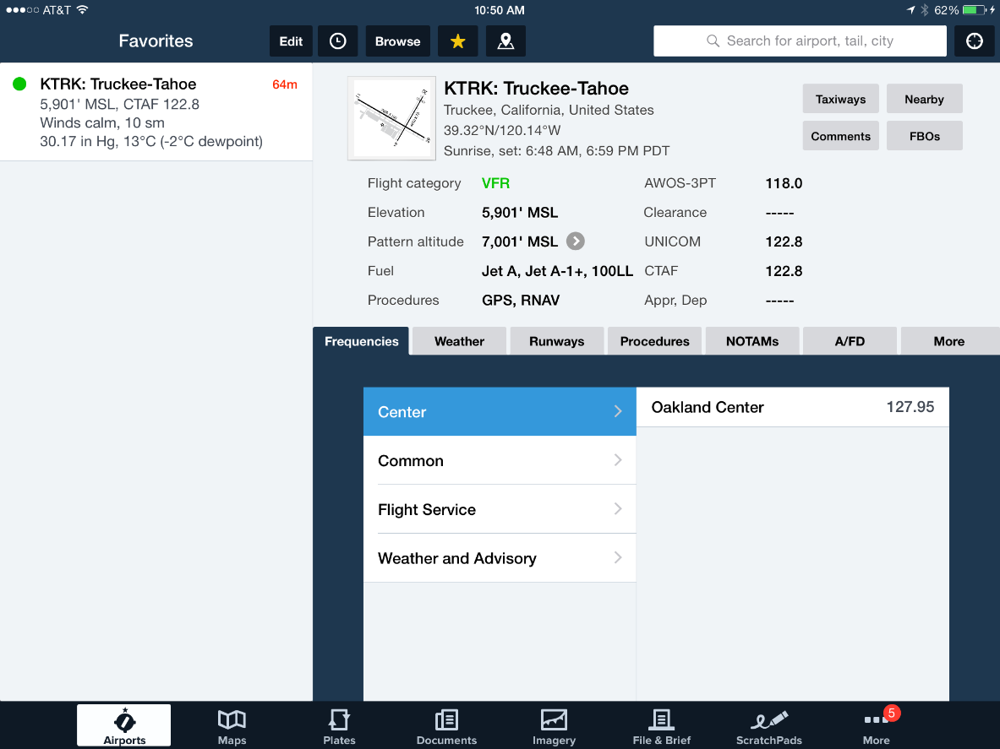 AT&T 10:50 AM 62%
Favorites Edit Browse Search for airport, tail, city
KTRK: Truckee-Tahoe 64m
5,901' MSL, CTAF 122.8
Winds calm, 10 sm
30.17 in Hg, 13°C (-2°C dewpoint)
KTRK: Truckee-Tahoe
Truckee, California, United States
39.32°N/120.14°W
Sunrise, set: 6:48 AM, 6:59 PM PDT
Taxiways Nearby
Comments FBOs
Flight category VFR AWOS-3PT 118.0
Elevation 5,901' MSL Clearance -----
Pattern altitude 7,001' MSL UNICOM 122.8
Fuel Jet A, Jet A-1+, 100LL CTAF 122.8
Procedures GPS, RNAV Appr, Dep -----
Frequencies Weather Runways Procedures NOTAMs A/FD More
Center Oakland Center 127.95
Common
Flight Service
Weather and Advisory
Airports Maps Plates Documents Imagery File & Brief ScratchPads More 5